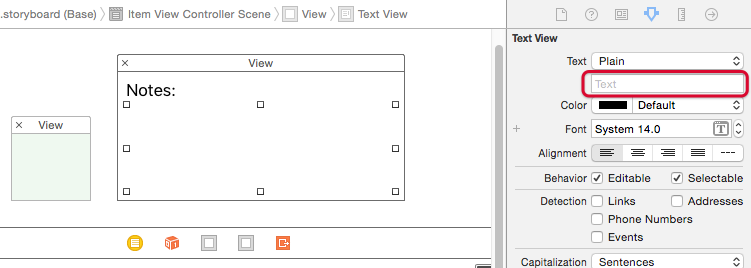 .storyboard (Base) › Item View Controller Scene › View › Text View
Text View
Text Plain
Text
Color Default
Font System 14.0 T
Alignment
Behavior Editable Selectable
Detection Links Addresses
Phone Numbers
Events
Capitalization Sentences
View
Notes:
View